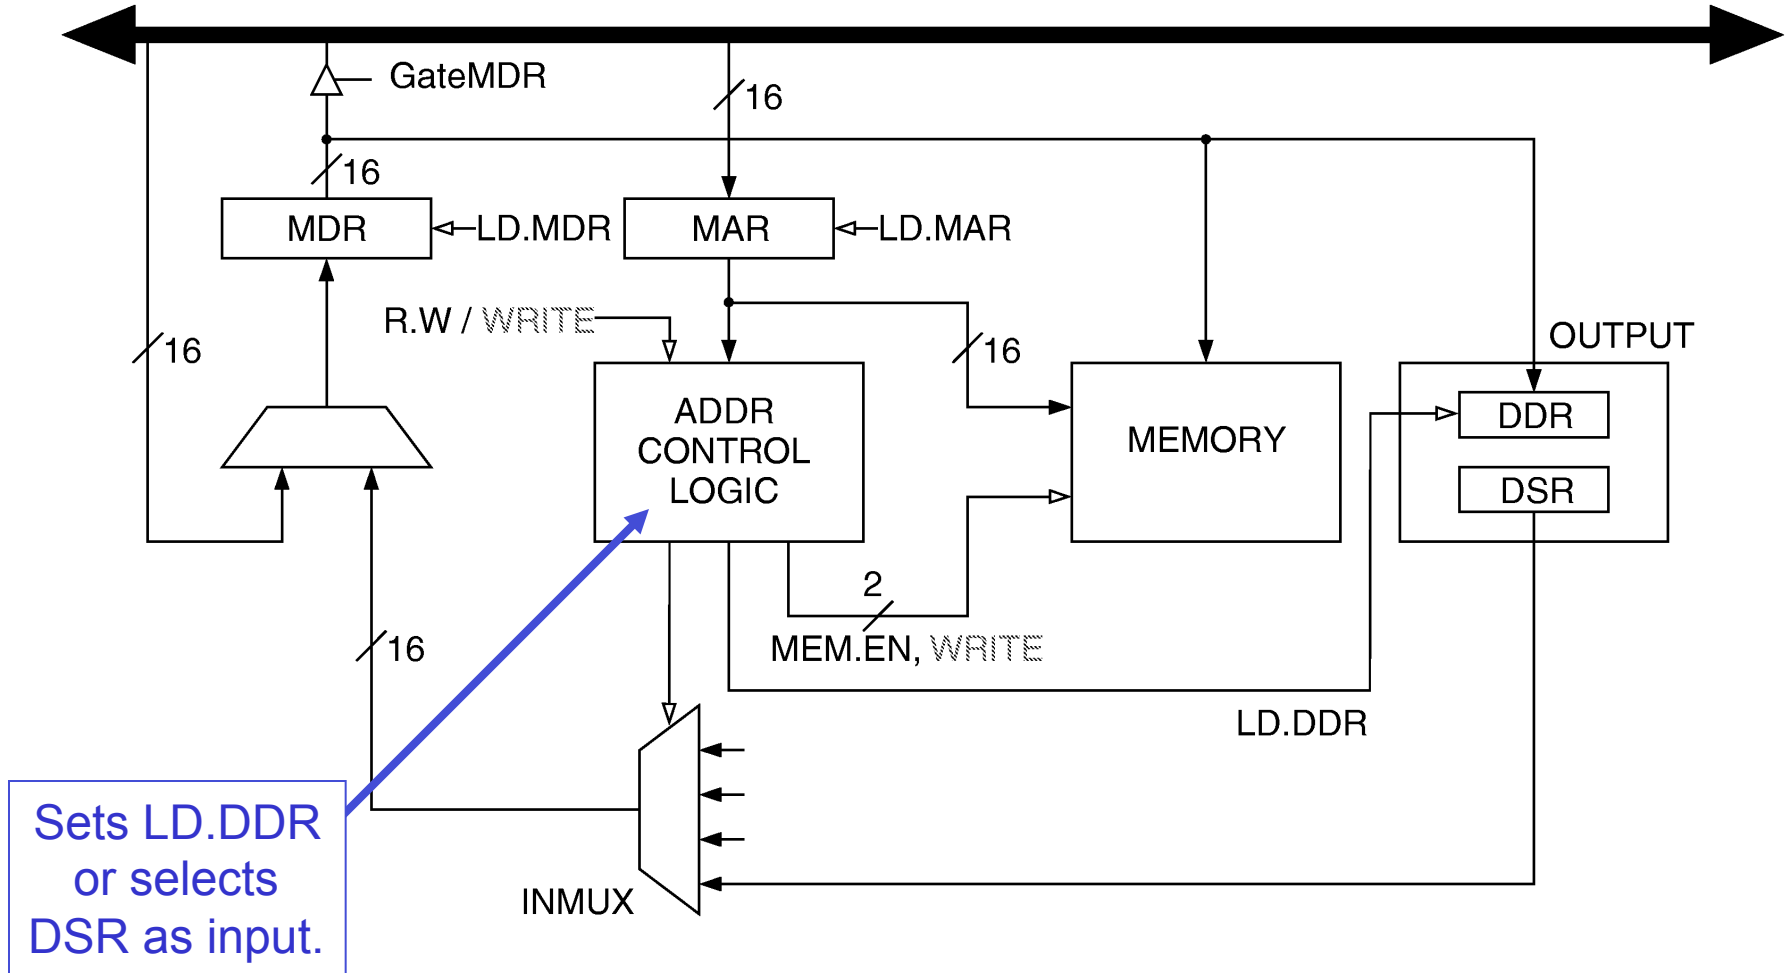 GateMDR
16
16
MDR
LD.MDR
MAR
LD.MAR
R.W / WRITE
16
16
OUTPUT
ADDR
CONTROL
LOGIC
MEMORY
DDR
DSR
2
MEM.EN, WRITE
16
LD.DDR
INMUX
Sets LD.DDR
or selects
DSR as input.